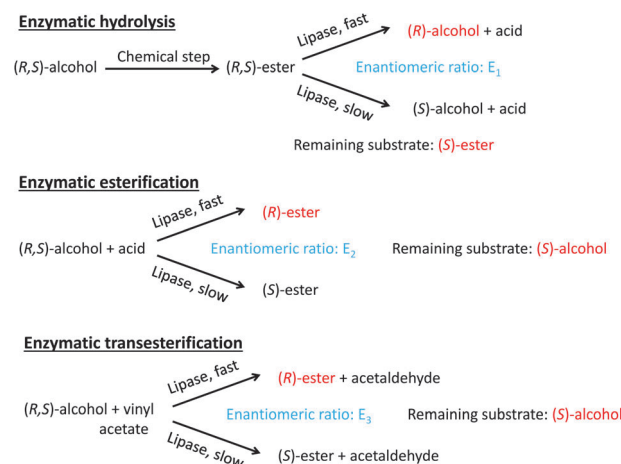 Enzymatic hydrolysis
Lipase, fast
(R)-alcohol + acid
(R,S)-alcohol
Chemical step
(R,S)-ester
Enantiomeric ratio: E₁
Lipase, slow
(S)-alcohol + acid
Remaining substrate: (S)-ester
Enzymatic esterification
Lipase, fast
(R)-ester
(R,S)-alcohol + acid
Enantiomeric ratio: E₂
Remaining substrate: (S)-alcohol
Lipase, slow
(S)-ester
Enzymatic transesterification
Lipase, fast
(R)-ester + acetaldehyde
(R,S)-alcohol + vinyl
acetate
Enantiomeric ratio: E₃
Remaining substrate: (S)-alcohol
Lipase, slow
(S)-ester + acetaldehyde